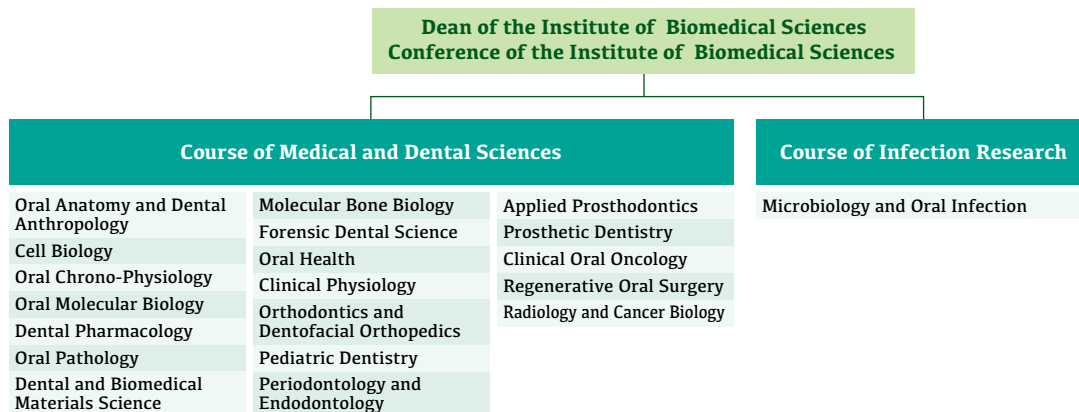 Dean of the Institute of Biomedical Sciences
Conference of the Institute of Biomedical Sciences
Course of Medical and Dental Sciences
Oral Anatomy and Dental
Anthropology
Cell Biology
Oral Chrono-Physiology
Oral Molecular Biology
Dental Pharmacology
Oral Pathology
Dental and Biomedical
Materials Science
Molecular Bone Biology
Forensic Dental Science
Oral Health
Clinical Physiology
Orthodontics and
Dentofacial Orthopedics
Pediatric Dentistry
Periodontology and
Endodontology
Applied Prosthodontics
Prosthetic Dentistry
Clinical Oral Oncology
Regenerative Oral Surgery
Radiology and Cancer Biology
Course of Infection Research
Microbiology and Oral Infection